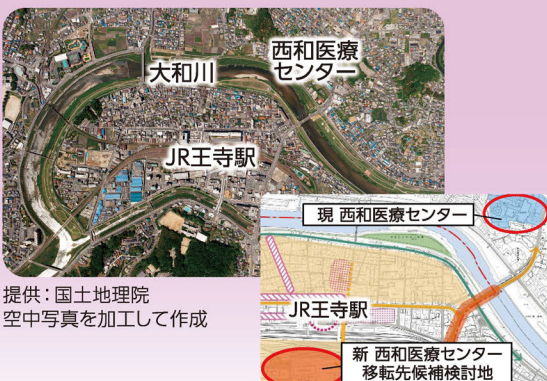 西和医療
センター
大和川
JR王寺駅
提供：国土地理院
空中写真を加工して作成
現 西和医療センター
JR王寺駅
新 西和医療センター
移転先候補検討地